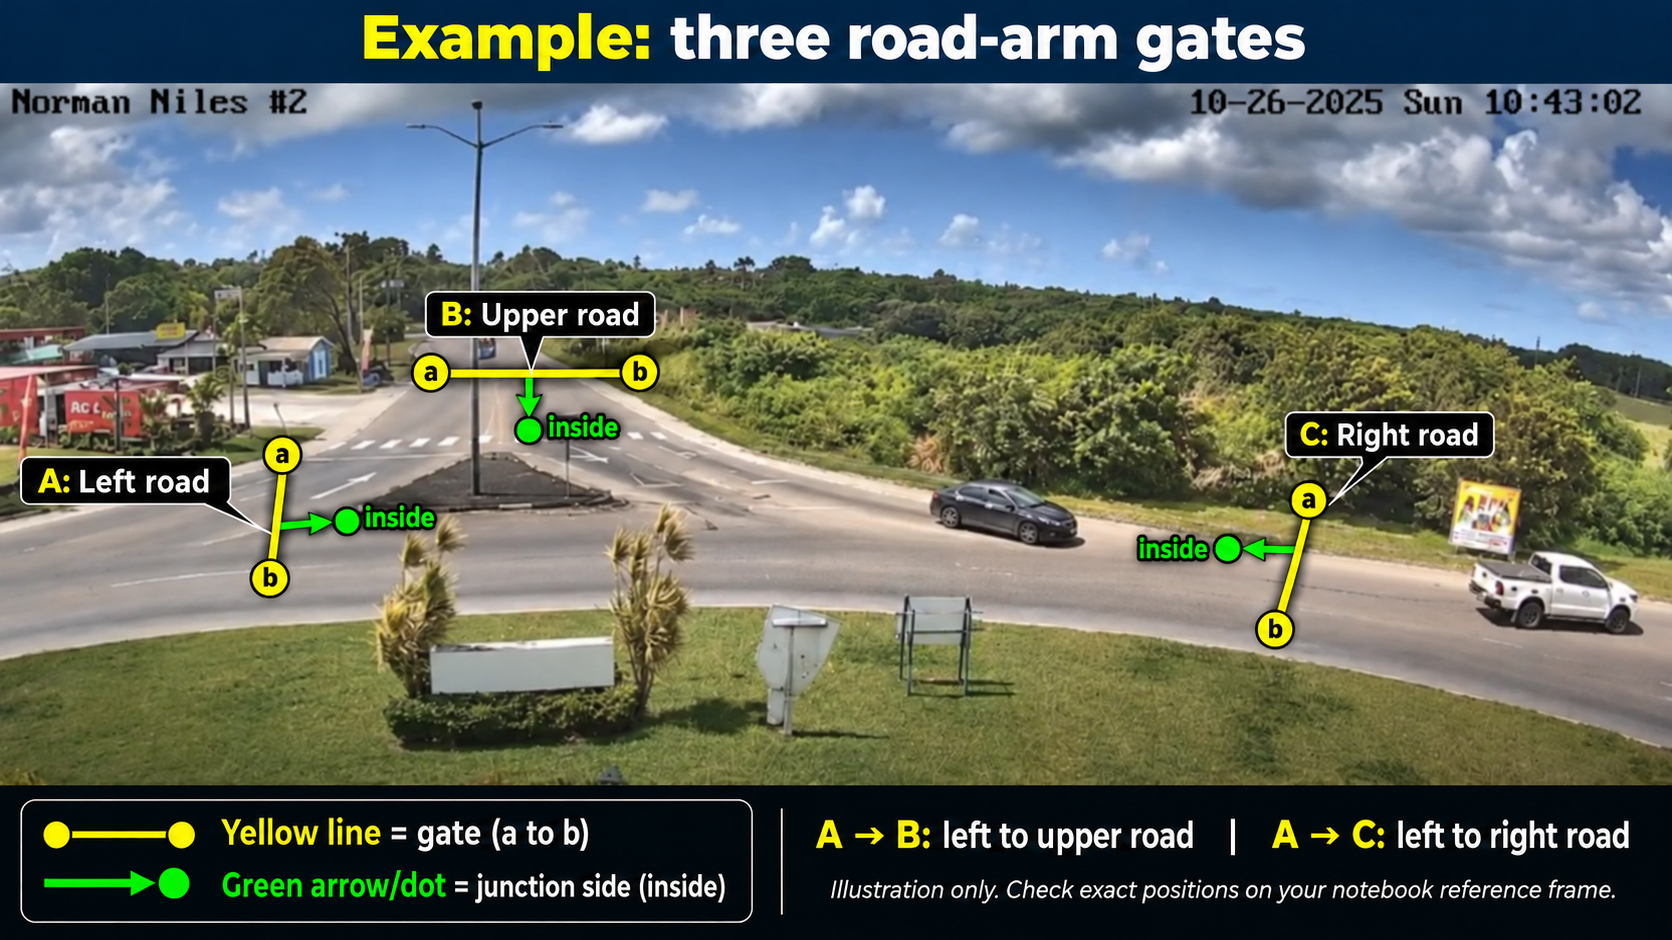 Example: three road-arm gates
Norman Niles #2
10-26-2025 Sun 10:43:02
B: Upper road
a
b
inside
C: Right road
a
A: Left road
a
inside
inside
b
b
Yellow line = gate (a to b)
Green arrow/dot = junction side (inside)
A → B: left to upper road | A → C: left to right road
Illustration only. Check exact positions on your notebook reference frame.